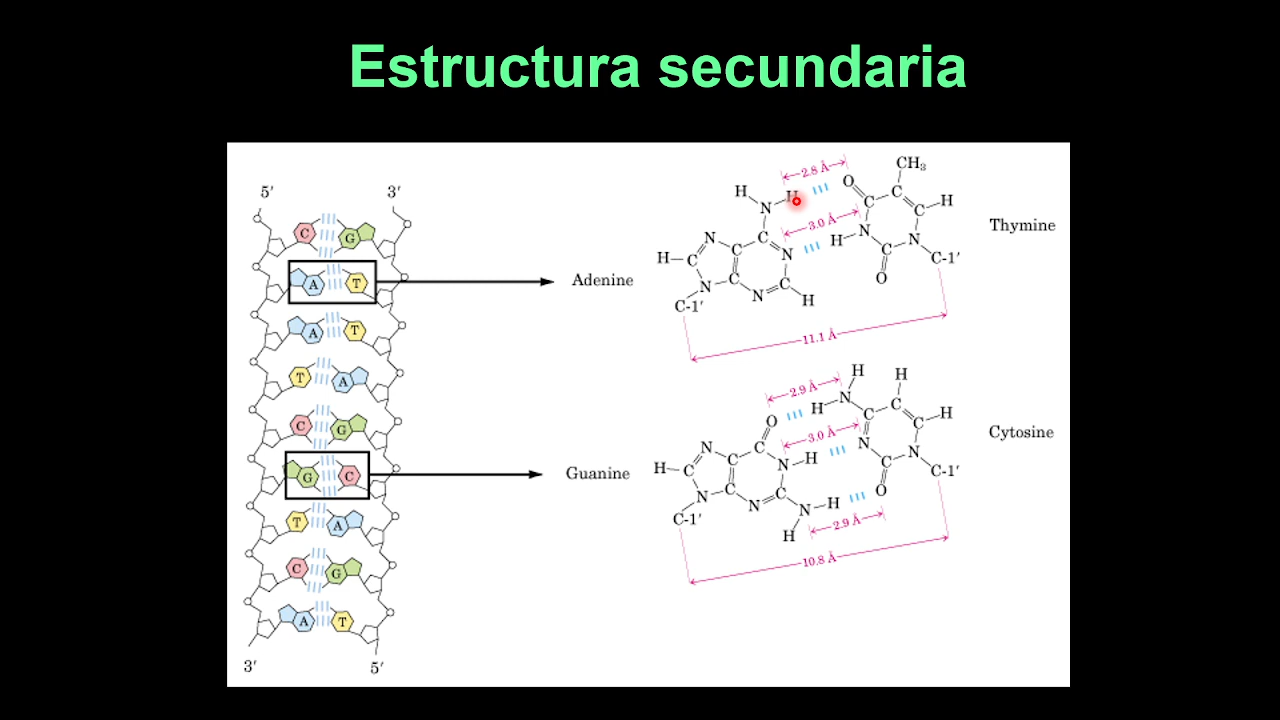 Estructura secundaria
5′ 3′
C G
A T
A T
T A
C G
G C
T A
C G
A T
3′ 5′
Adenine
Thymine
2.8 Å
3.0 Å
11.1 Å
H N H O CH₃
C C C H
N C N H N C H
H C C N C N C-1′
N C N C H O
C-1′
Guanine
Cytosine
2.9 Å
3.0 Å
2.9 Å
10.8 Å
H H
O H N C H
N C C C
H C C N H N C N
N C N C O C-1′
C-1′ N H
H